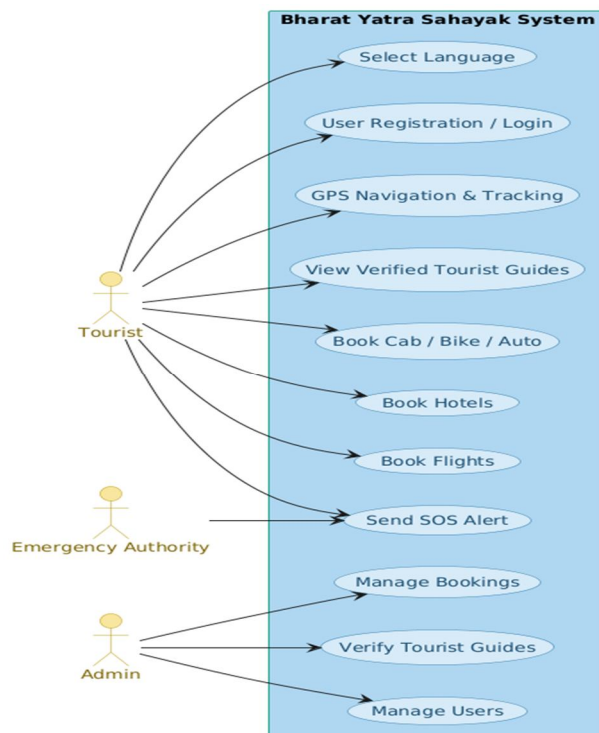 Bharat Yatra Sahayak System
Select Language
User Registration / Login
GPS Navigation & Tracking
View Verified Tourist Guides
Tourist
Book Cab / Bike / Auto
Book Hotels
Book Flights
Send SOS Alert
Emergency Authority
Manage Bookings
Verify Tourist Guides
Admin
Manage Users